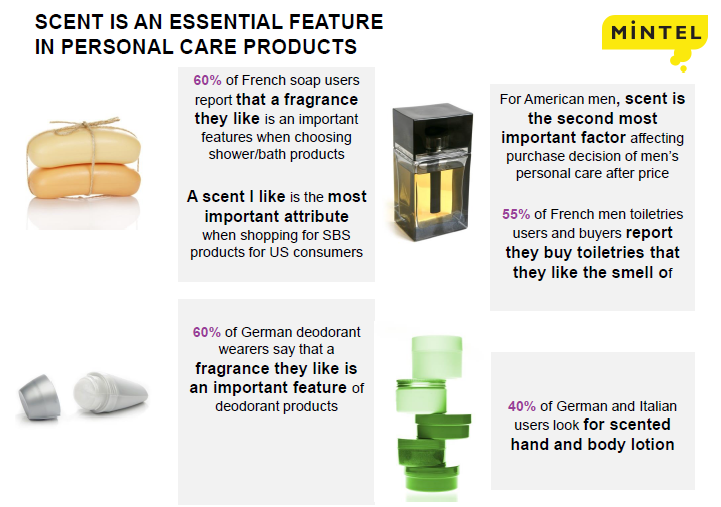 SCENT IS AN ESSENTIAL FEATURE
IN PERSONAL CARE PRODUCTS
MiNTEL
60% of French soap users
report that a fragrance
they like is an important
features when choosing
shower/bath products
A scent I like is the most
important attribute
when shopping for SBS
products for US consumers
For American men, scent is
the second most
important factor affecting
purchase decision of men's
personal care after price
55% of French men toiletries
users and buyers report
they buy toiletries that
they like the smell of
60% of German deodorant
wearers say that a
fragrance they like is
an important feature of
deodorant products
40% of German and Italian
users look for scented
hand and body lotion